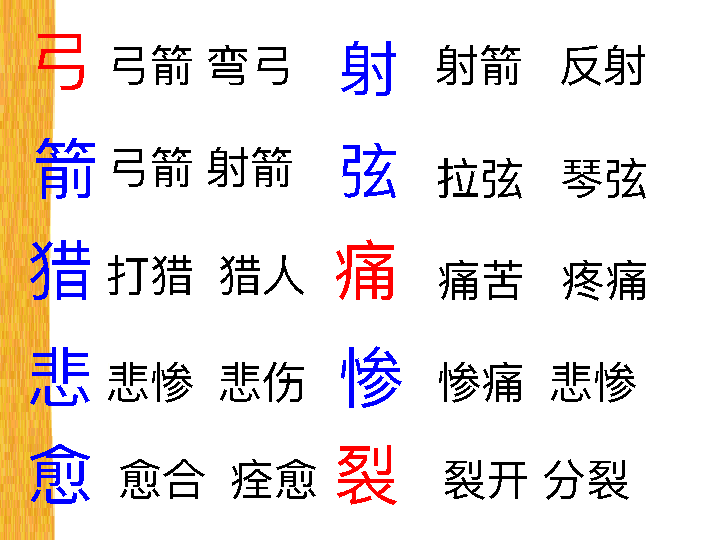 弓 弓箭 弯弓 射 射箭 反射
箭 弓箭 射箭 弦 拉弦 琴弦
猎 打猎 猎人 痛 痛苦 疼痛
悲 悲惨 悲伤 惨 惨痛 悲惨
愈 愈合 痊愈 裂 裂开 分裂